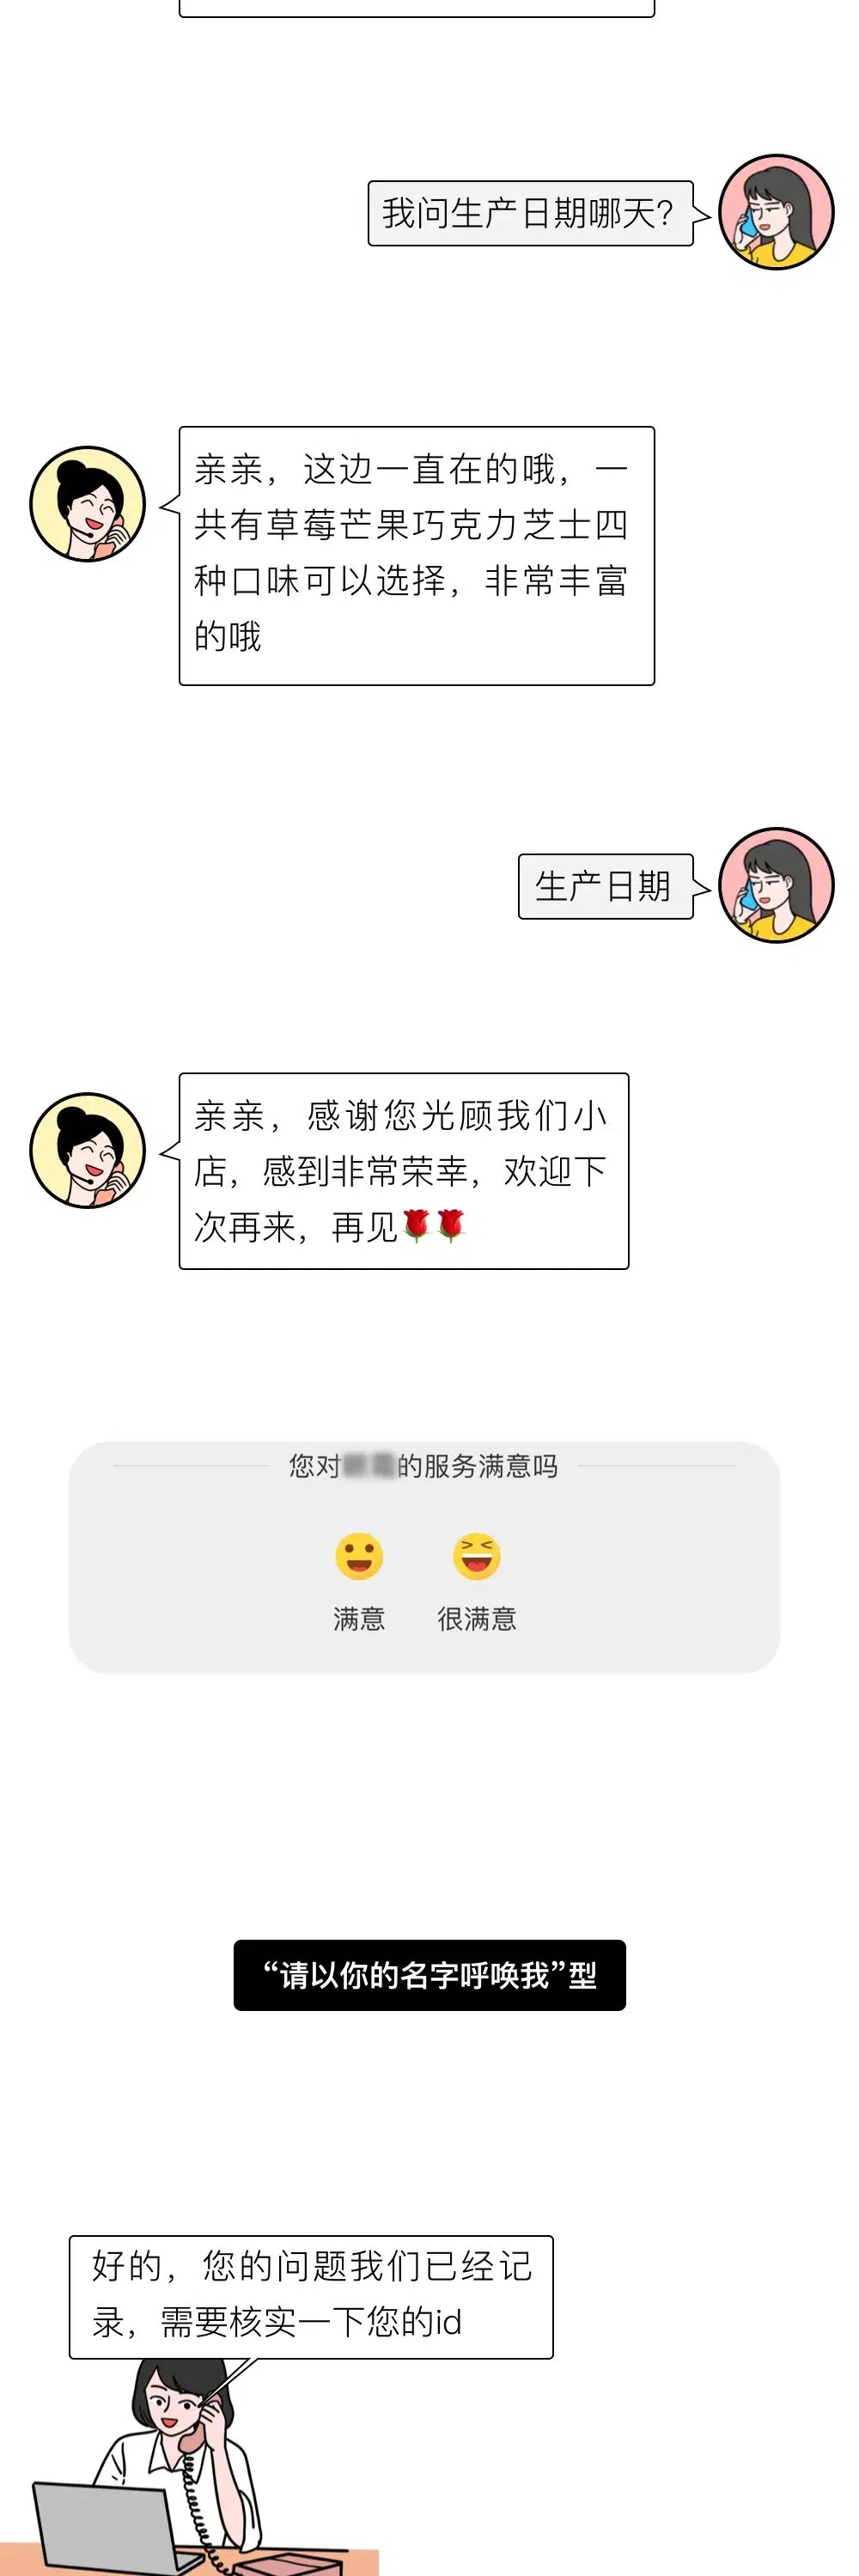 我问生产日期哪天？
亲亲，这边一直在的哦，一
共有草莓芒果巧克力芝士四
种口味可以选择，非常丰富
的哦
生产日期
亲亲，感谢您光顾我们小
店，感到非常荣幸，欢迎下
次再来，再见🌹🌹
您对的服务满意吗
满意 很满意
“请以你的名字呼唤我”型
好的，您的问题我们已经记
录，需要核实一下您的id